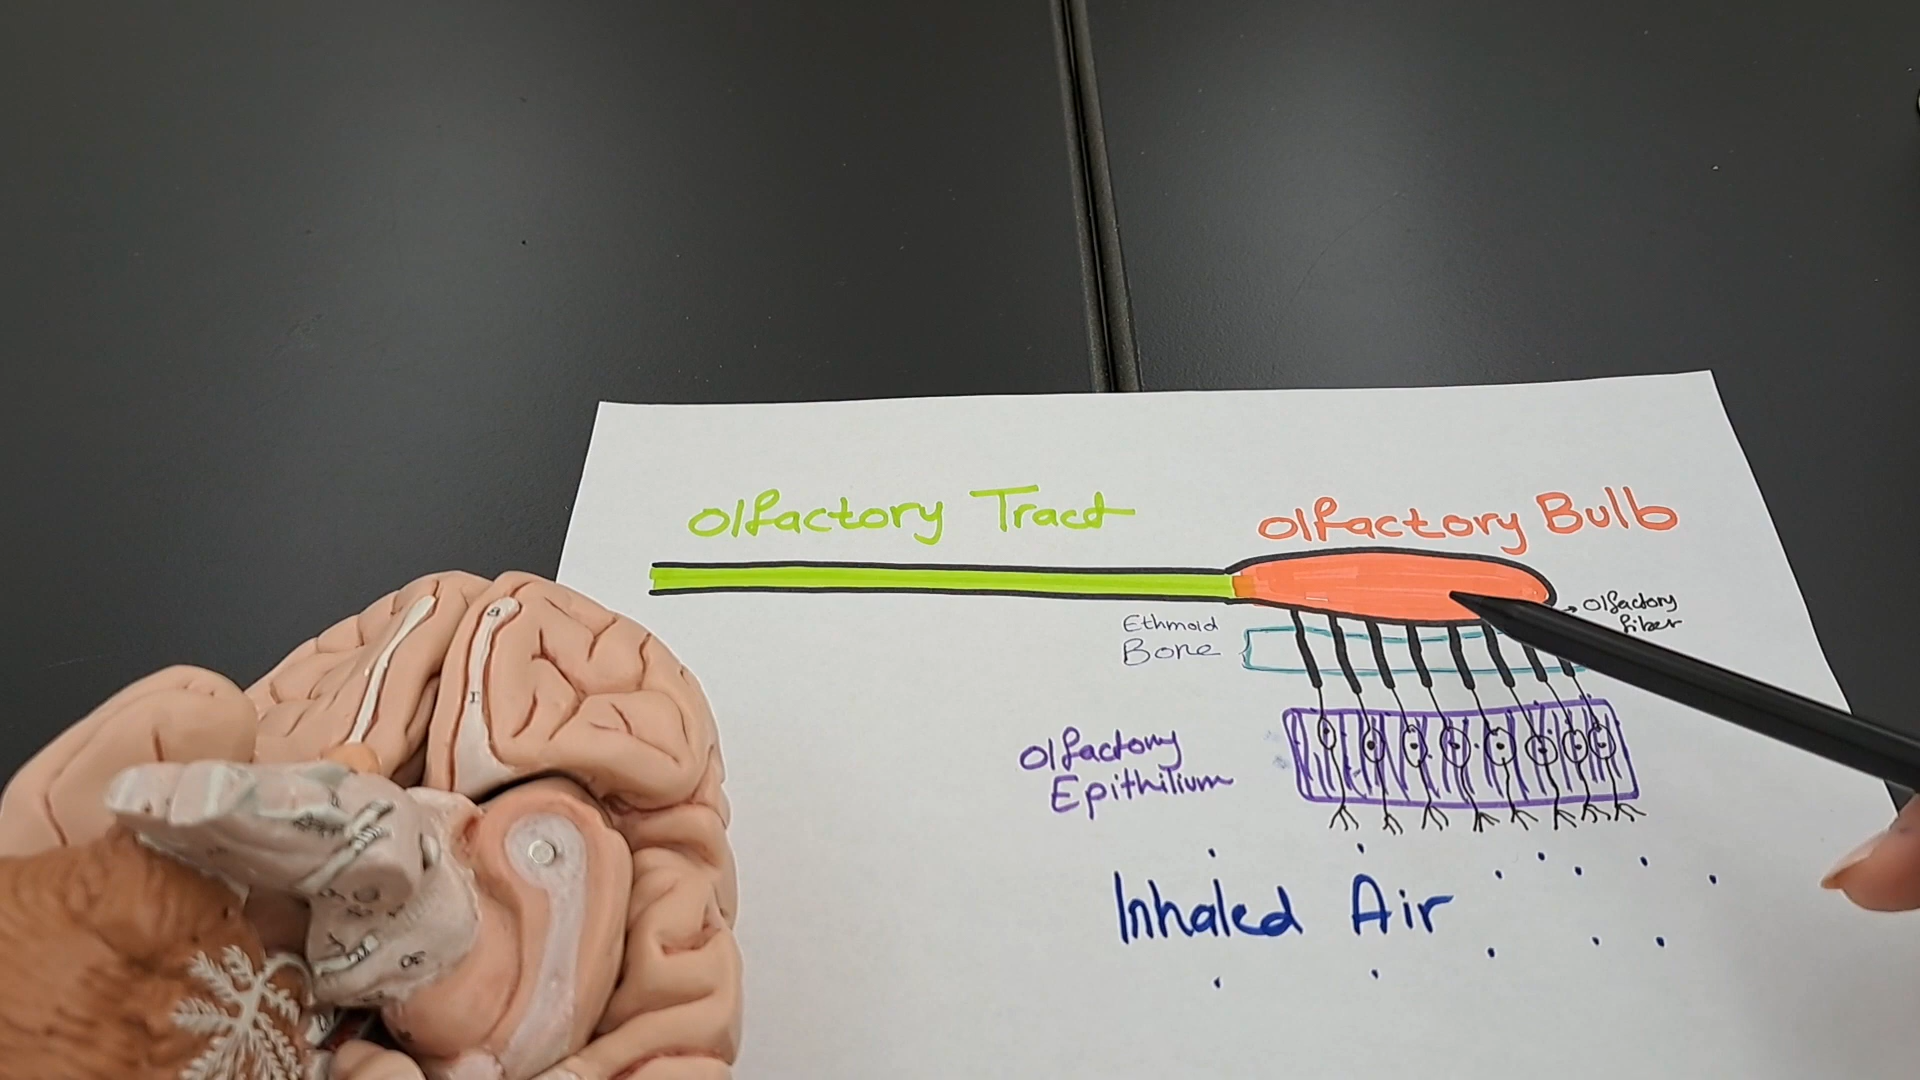 Olfactory Tract
Olfactory Bulb
Olfactory
fiber
Ethmoid
Bone
Olfactory
Epithilium
Inhaled Air